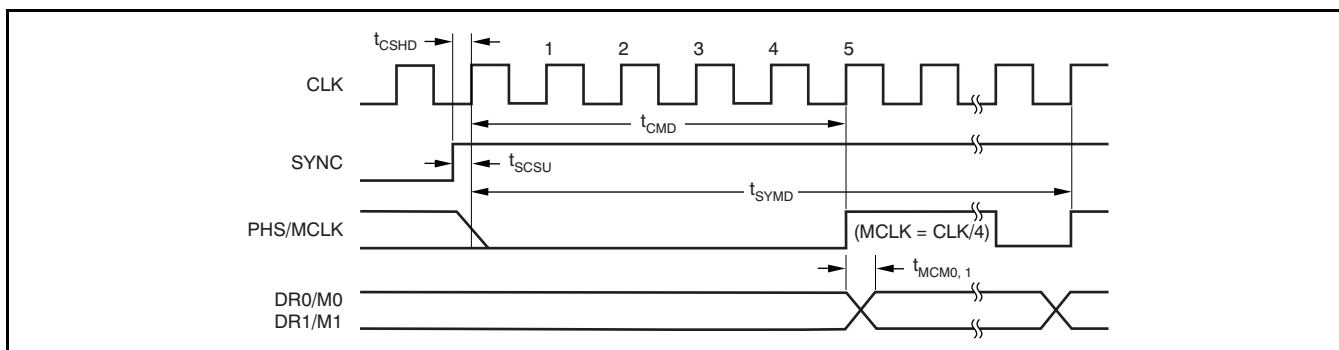 tCSHD
1 2 3 4 5
CLK
tCMD
SYNC
tSCSU
tSYMD
PHS/MCLK
(MCLK = CLK/4)
tMCM0, 1
DR0/M0
DR1/M1